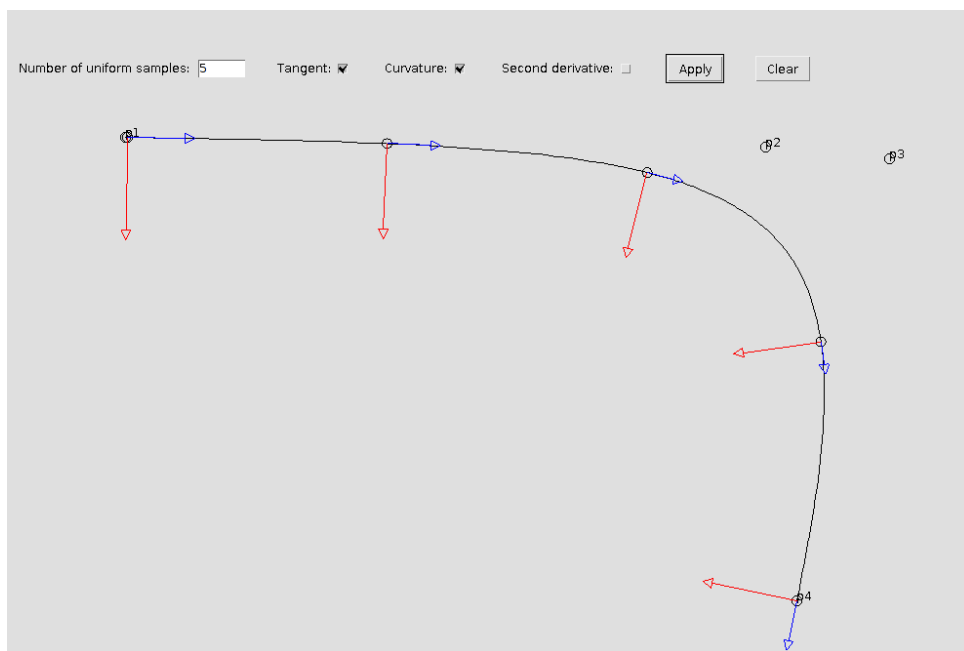 Number of uniform samples: 5 Tangent: Curvature: Second derivative: Apply Clear
p1
p2
p3
p4